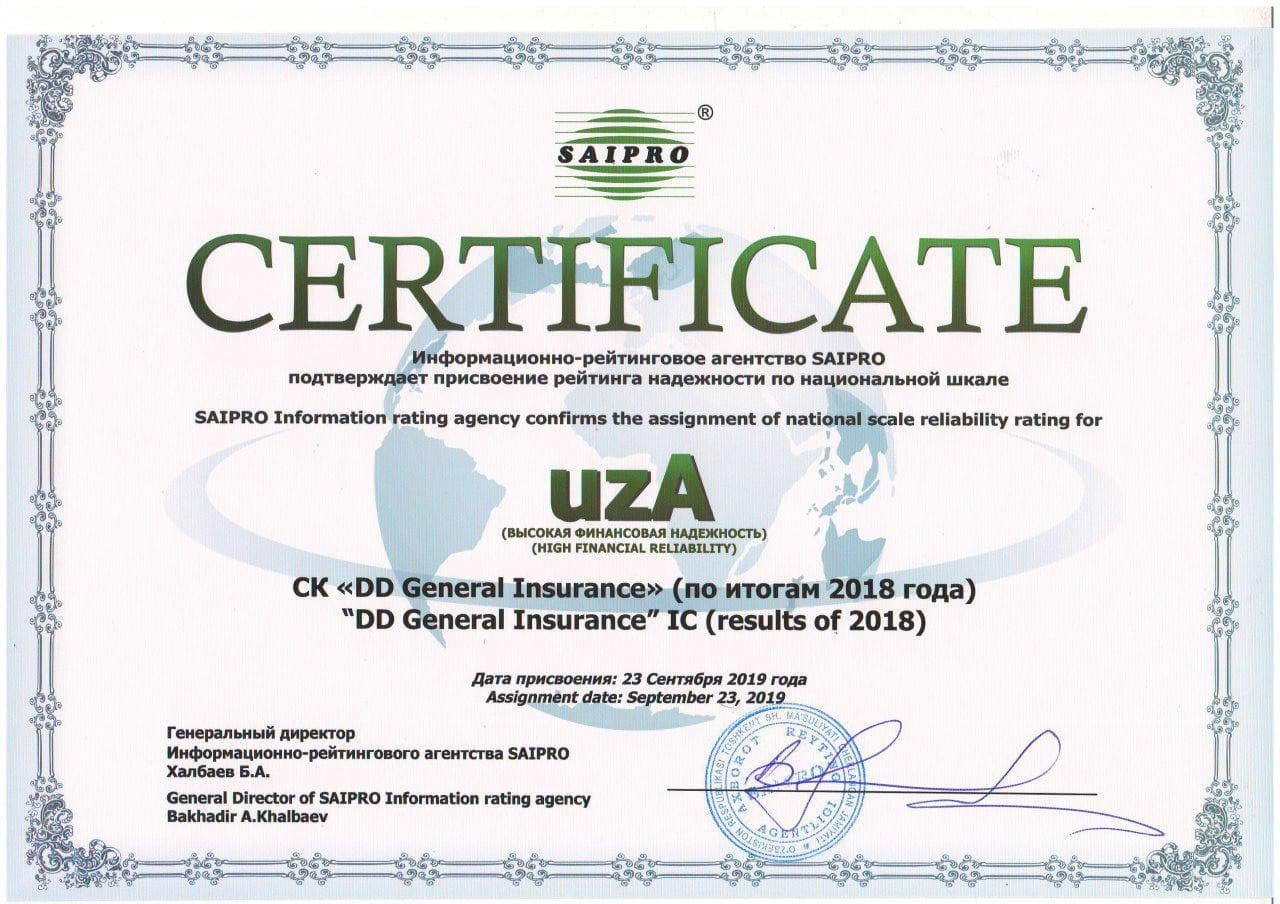 SAIPRO ®
CERTIFICATE
Информационно-рейтинговое агентство SAIPRO
подтверждает присвоение рейтинга надежности по национальной шкале
SAIPRO Information rating agency confirms the assignment of national scale reliability rating for
uzA
(ВЫСОКАЯ ФИНАНСОВАЯ НАДЕЖНОСТЬ)
(HIGH FINANCIAL RELIABILITY)
СК «DD General Insurance» (по итогам 2018 года)
“DD General Insurance” IC (results of 2018)
Дата присвоения: 23 Сентября 2019 года
Assignment date: September 23, 2019
Генеральный директор
Информационно-рейтингового агентства SAIPRO
Халбаев Б.А.
General Director of SAIPRO Information rating agency
Bakhadir A.Khalbaev
O'ZBEKISTON RESPUBLIKASI TOSHKENT SH. MA'SULIYATI CHEKLANGAN JAMIYATI
AXBOROT REYTING
AGENTLIGI